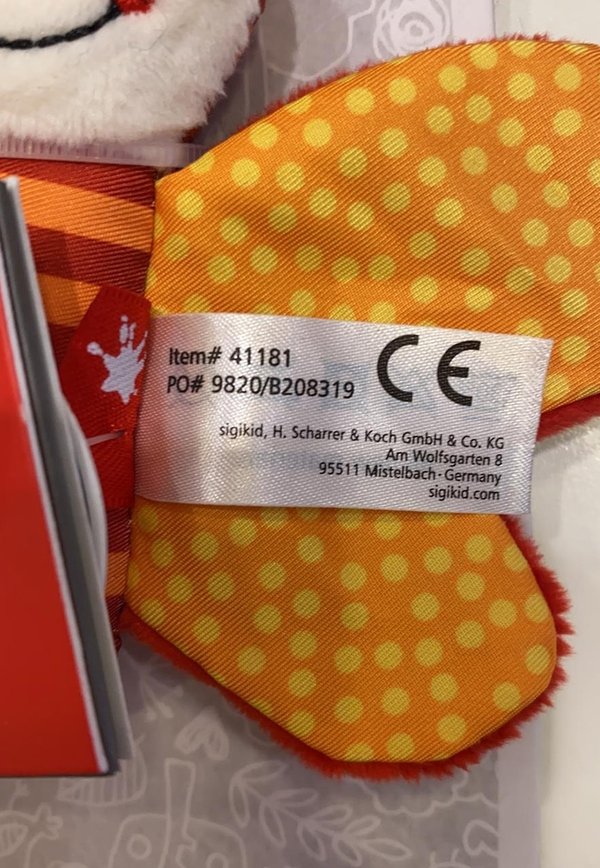 Item# 41181
PO# 9820/B208319
CE
sigikid, H. Scharrer & Koch GmbH & Co. KG
Am Wolfsgarten 8
95511 Mistelbach · Germany
sigikid.com